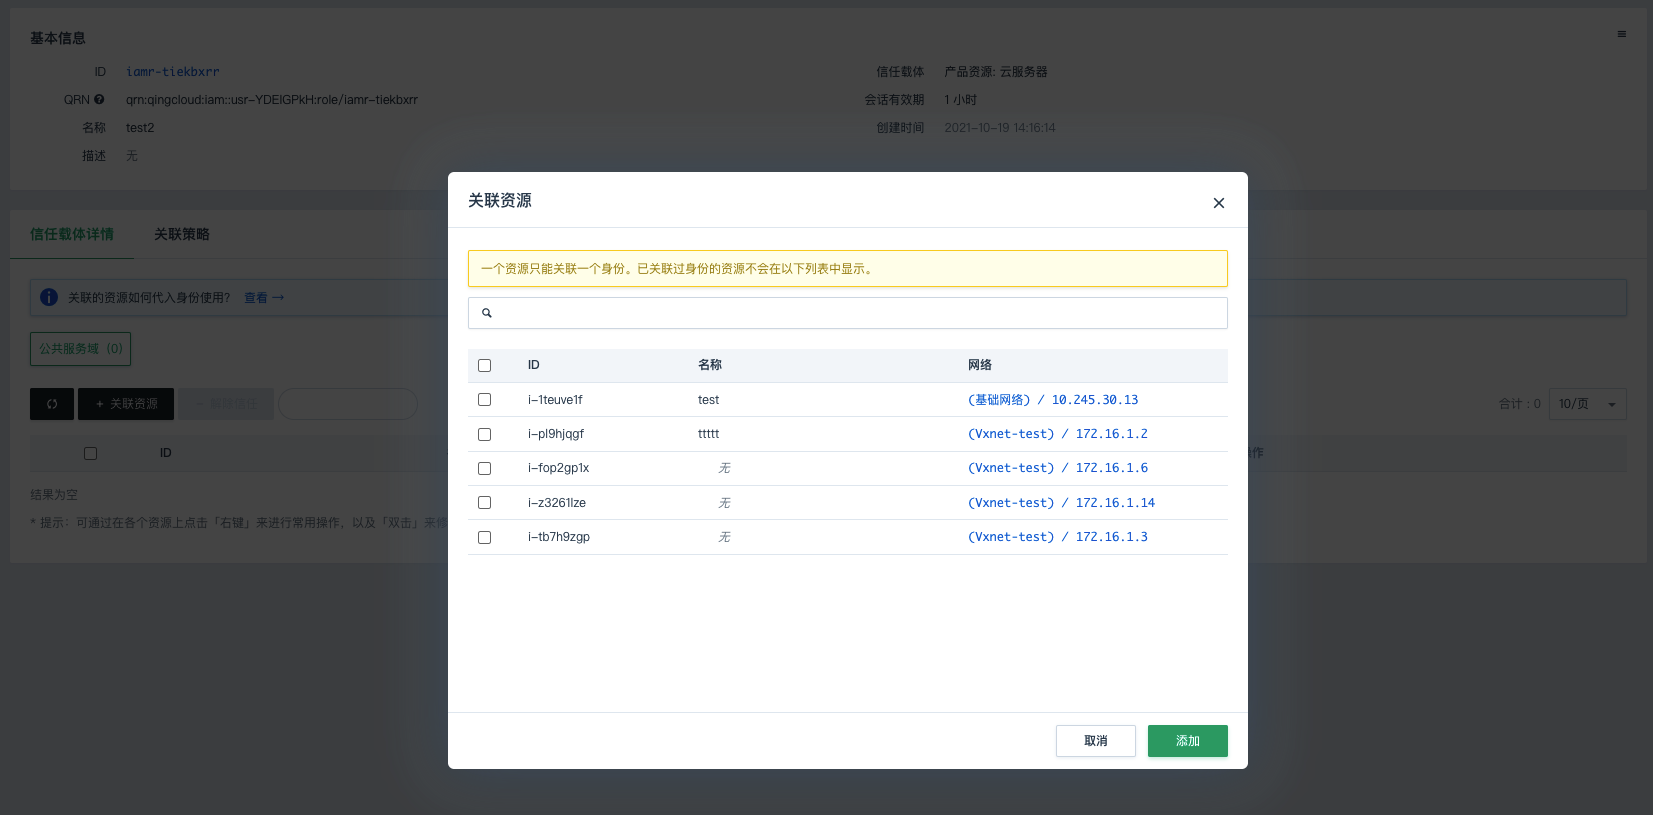 基本信息
ID iamr-tiekbxrr
信任载体 产品资源: 云服务器
QRN qrn:qingcloud:iam::usr-YDEIGPkH:role/iamr-tiekbxrr
会话有效期 1 小时
名称 test2
创建时间 2021-10-19 14:16:14
描述 无
关联资源
信任载体详情 关联策略
一个资源只能关联一个身份。已关联过身份的资源不会在以下列表中显示。
关联的资源如何代入身份使用? 查看 →
公共服务域 (0)
ID 名称 网络
i-1teuve1f test (基础网络) / 10.245.30.13
+ 关联资源 − 解除信任
合计 : 0 10/页
i-pl9hjqgf ttttt (Vxnet-test) / 172.16.1.2
ID
作
i-fop2gp1x 无 (Vxnet-test) / 172.16.1.6
结果为空
i-z3261lze 无 (Vxnet-test) / 172.16.1.14
* 提示: 可通过在各个资源上点击「右键」来进行常用操作, 以及「双击」来修
i-tb7h9zgp 无 (Vxnet-test) / 172.16.1.3
取消 添加